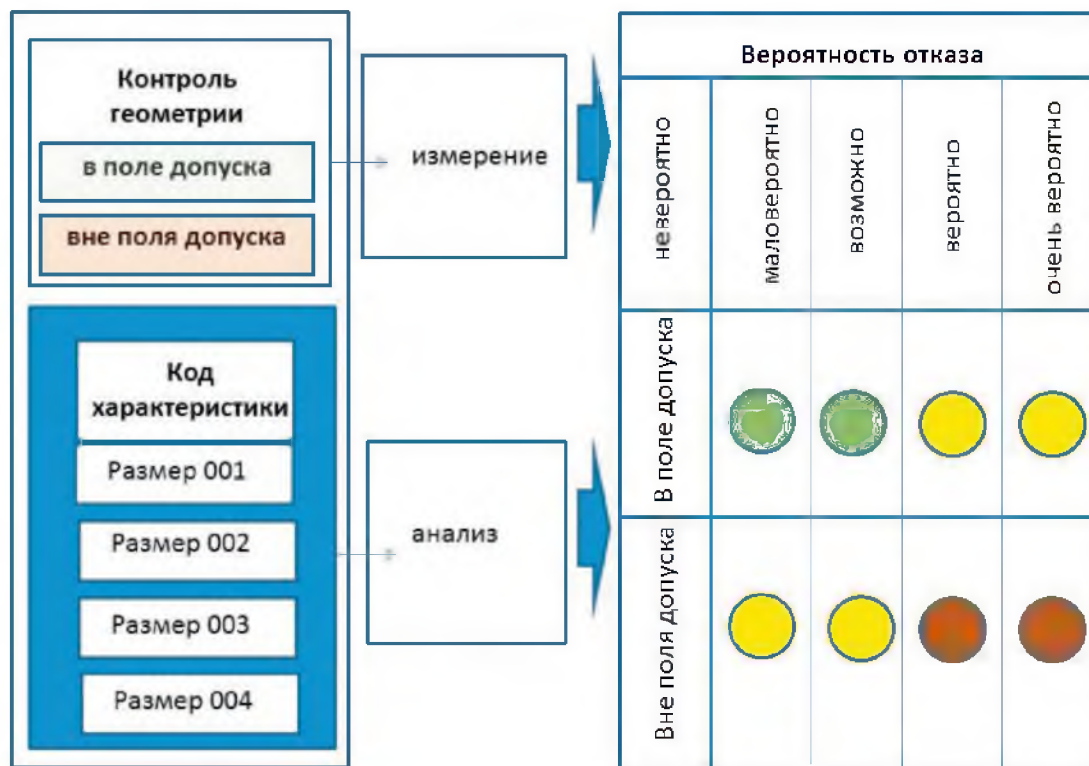 Контроль
геометрии
в поле допуска
вне поля допуска
Код
характеристики
Размер 001
Размер 002
Размер 003
Размер 004
измерение
анализ
Вероятность отказа
невероятно
маловероятно
возможно
вероятно
очень вероятно
В поле допуска
Вне поля допуска